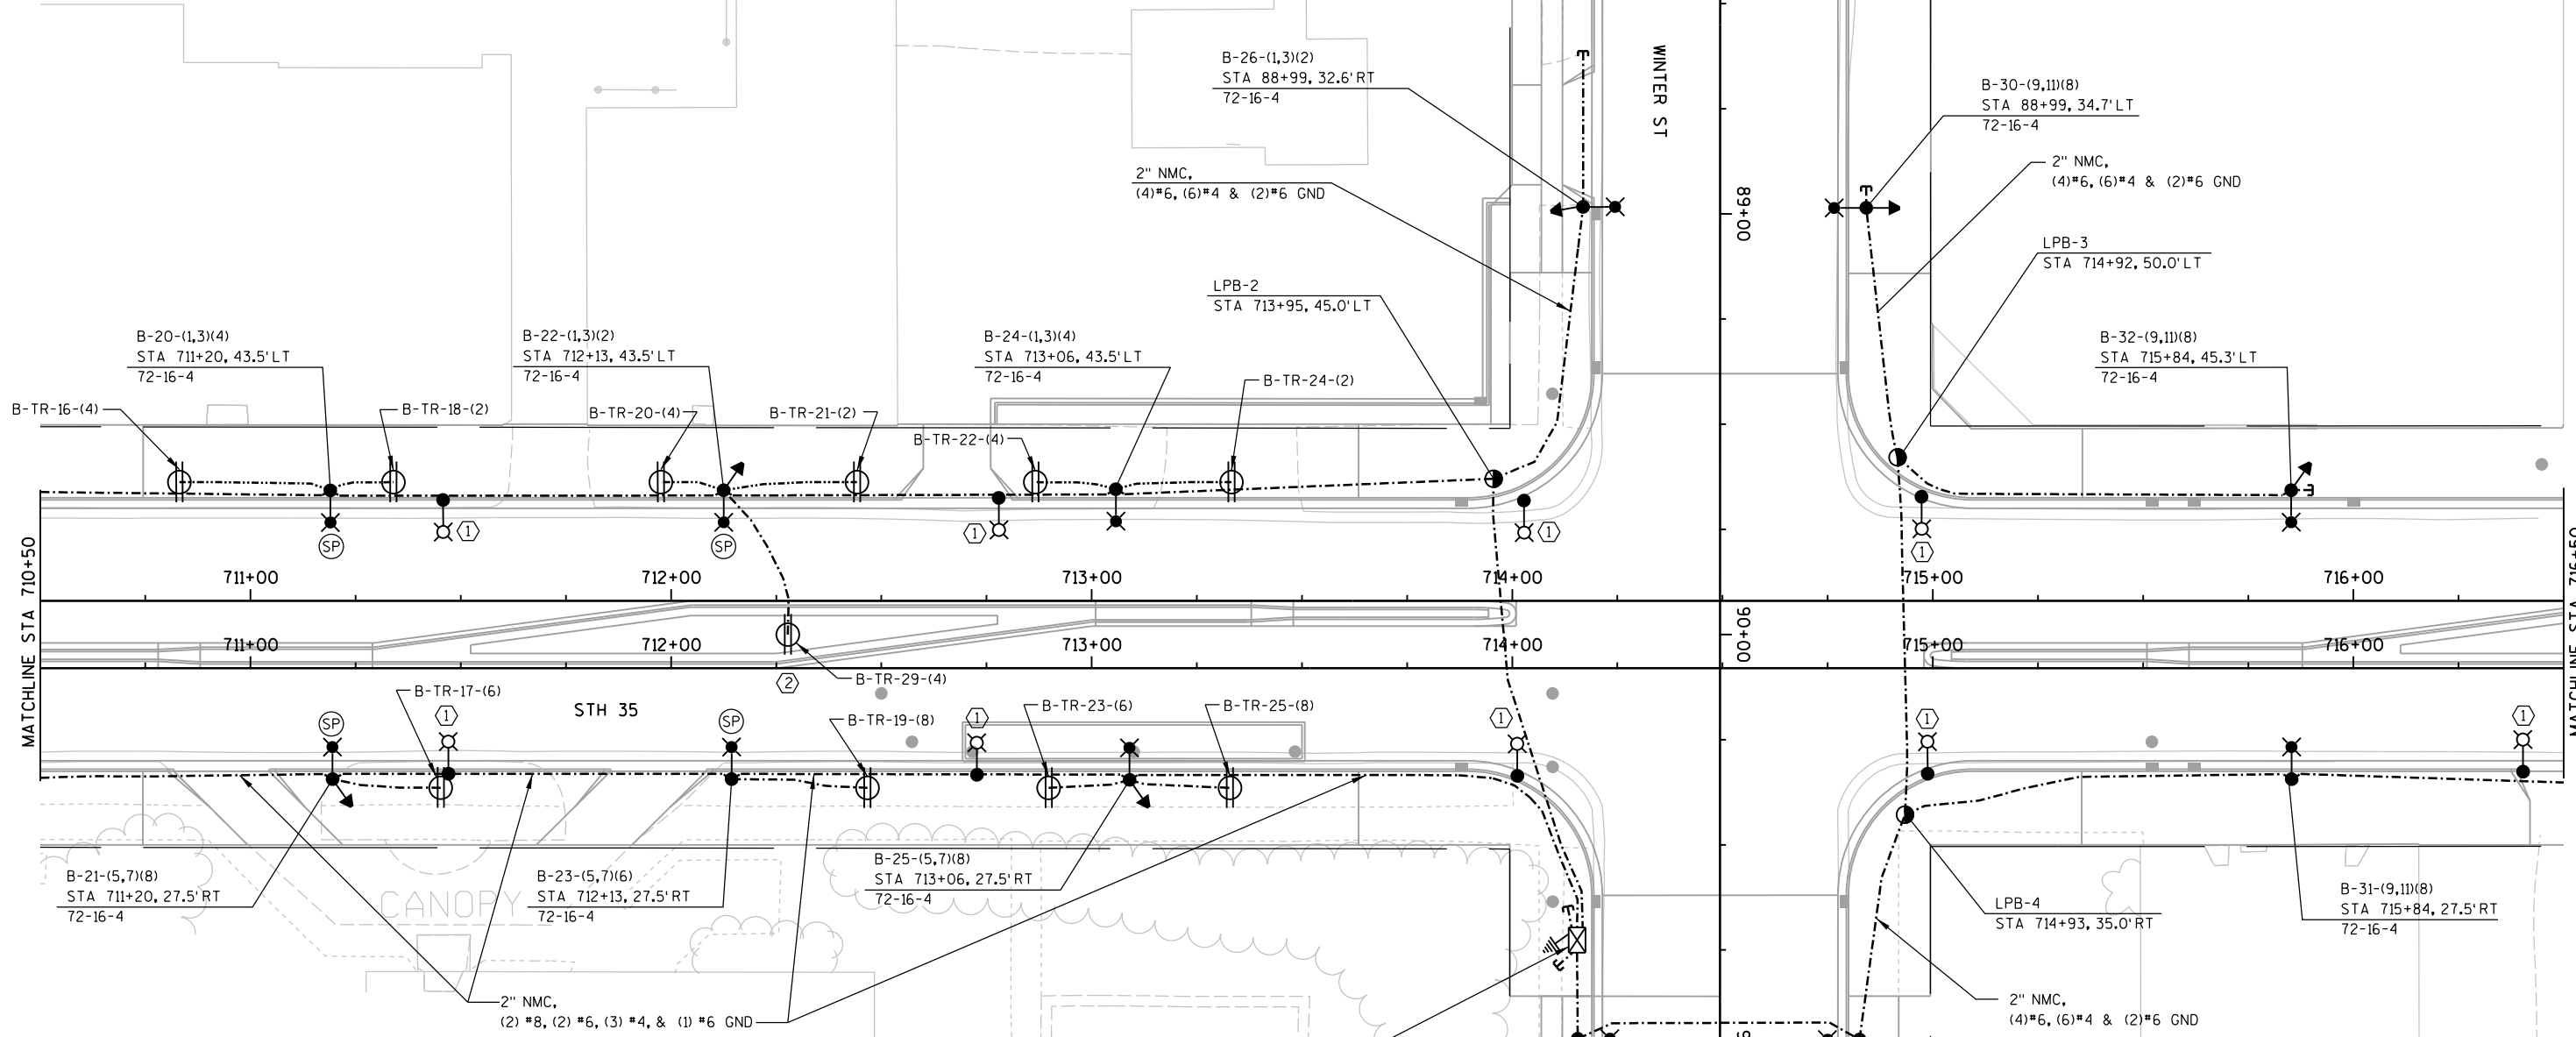 B-26-(1,3)(2)
STA 88+99, 32.6' RT
72-16-4
WINTER ST
B-30-(9,11)(8)
STA 88+99, 34.7' LT
72-16-4
2" NMC,
(4)#6, (6)#4 & (2)#6 GND
2" NMC,
(4)#6, (6)#4 & (2)#6 GND
89+00
LPB-3
STA 714+92, 50.0' LT
LPB-2
STA 713+95, 45.0' LT
B-20-(1,3)(4)
STA 711+20, 43.5' LT
72-16-4
B-22-(1,3)(2)
STA 712+13, 43.5' LT
72-16-4
B-24-(1,3)(4)
STA 713+06, 43.5' LT
72-16-4
B-32-(9,11)(8)
STA 715+84, 45.3' LT
72-16-4
B-TR-16-(4)
B-TR-18-(2)
B-TR-20-(4)
B-TR-21-(2)
B-TR-22-(4)
B-TR-24-(2)
SP
1
SP
1
1
1
MATCHLINE STA 710+50
711+00
712+00
713+00
714+00
715+00
716+00
MATCHLINE STA 716+50
90+00
711+00
712+00
713+00
714+00
715+00
716+00
2
B-TR-29-(4)
B-TR-17-(6)
STH 35
B-TR-19-(8)
B-TR-23-(6)
B-TR-25-(8)
SP
1
SP
1
1
1
1
B-21-(5,7)(8)
STA 711+20, 27.5' RT
72-16-4
CANOPY
B-23-(5,7)(6)
STA 712+13, 27.5' RT
72-16-4
B-25-(5,7)(8)
STA 713+06, 27.5' RT
72-16-4
LPB-4
STA 714+93, 35.0' RT
B-31-(9,11)(8)
STA 715+84, 27.5' RT
72-16-4
2" NMC,
(2) #8, (2) #6, (3) #4, & (1) #6 GND
2" NMC,
(4)#6, (6)#4 & (2)#6 GND